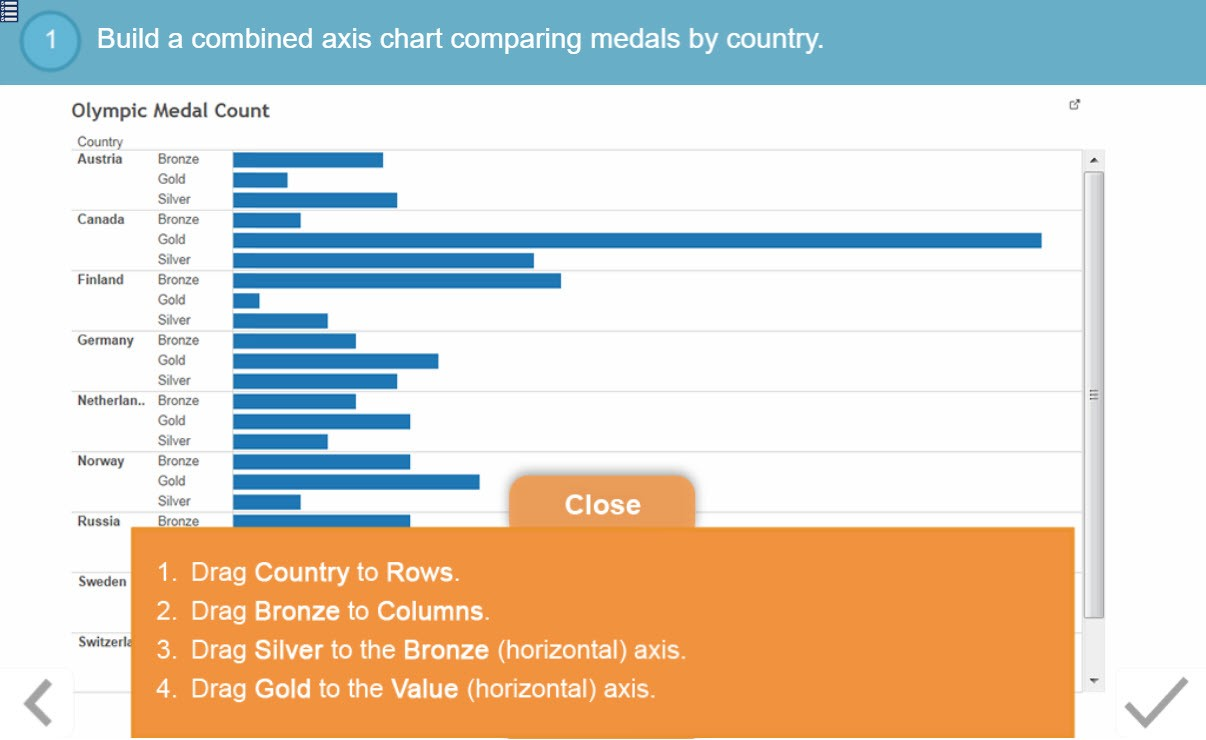 1 Build a combined axis chart comparing medals by country.
Olympic Medal Count
Country
Austria Bronze
Gold
Silver
Canada Bronze
Gold
Silver
Finland Bronze
Gold
Silver
Germany Bronze
Gold
Silver
Netherlan.. Bronze
Gold
Silver
Norway Bronze
Gold
Silver
Russia Bronze
Sweden
Switzerla
Close
1. Drag Country to Rows.
2. Drag Bronze to Columns.
3. Drag Silver to the Bronze (horizontal) axis.
4. Drag Gold to the Value (horizontal) axis.